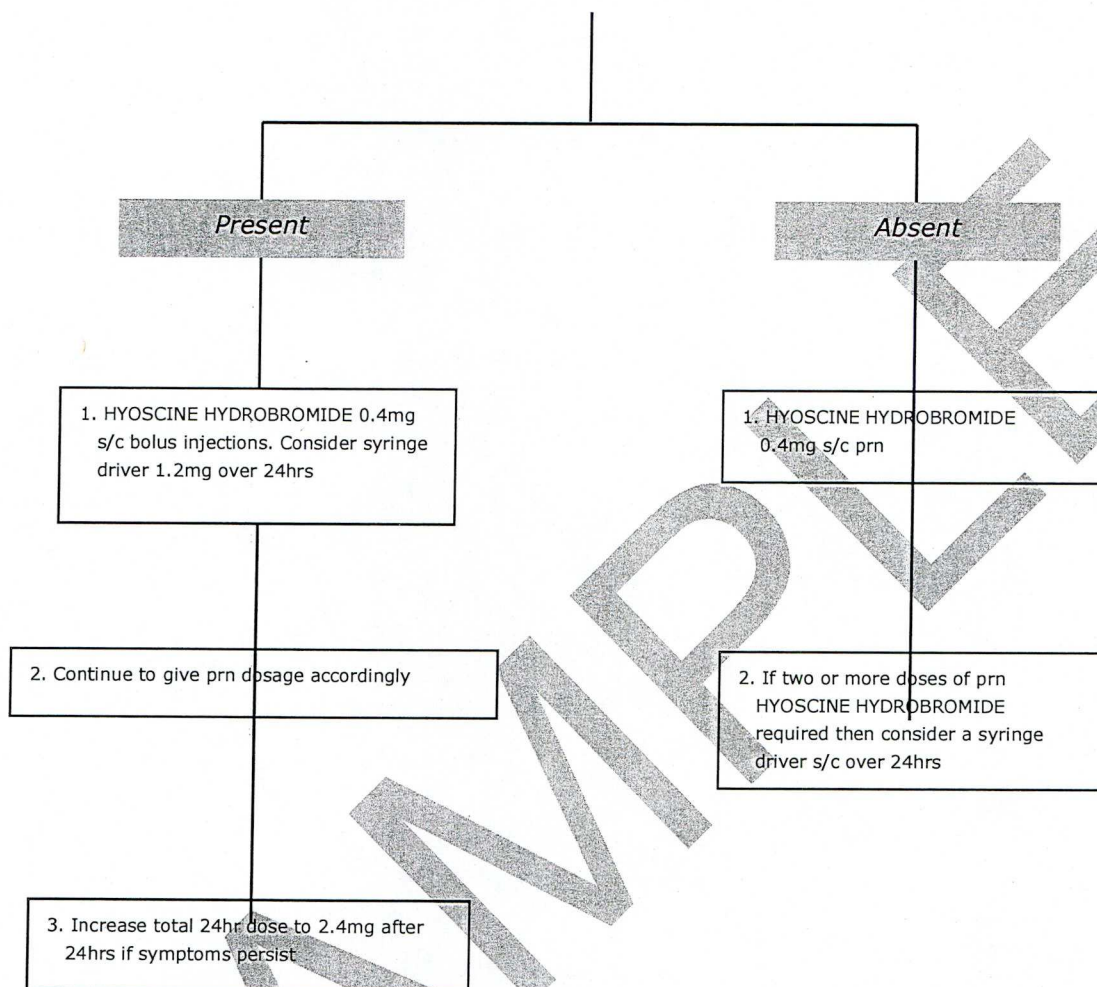 Present
Absent
1. HYOSCINE HYDROBROMIDE 0.4mg
s/c bolus injections. Consider syringe
driver 1.2mg over 24hrs
1. HYOSCINE HYDROBROMIDE
0.4mg s/c prn
2. Continue to give prn dosage accordingly
2. If two or more doses of prn
HYOSCINE HYDROBROMIDE
required then consider a syringe
driver s/c over 24hrs
3. Increase total 24hr dose to 2.4mg after
24hrs if symptoms persist
AMPLE